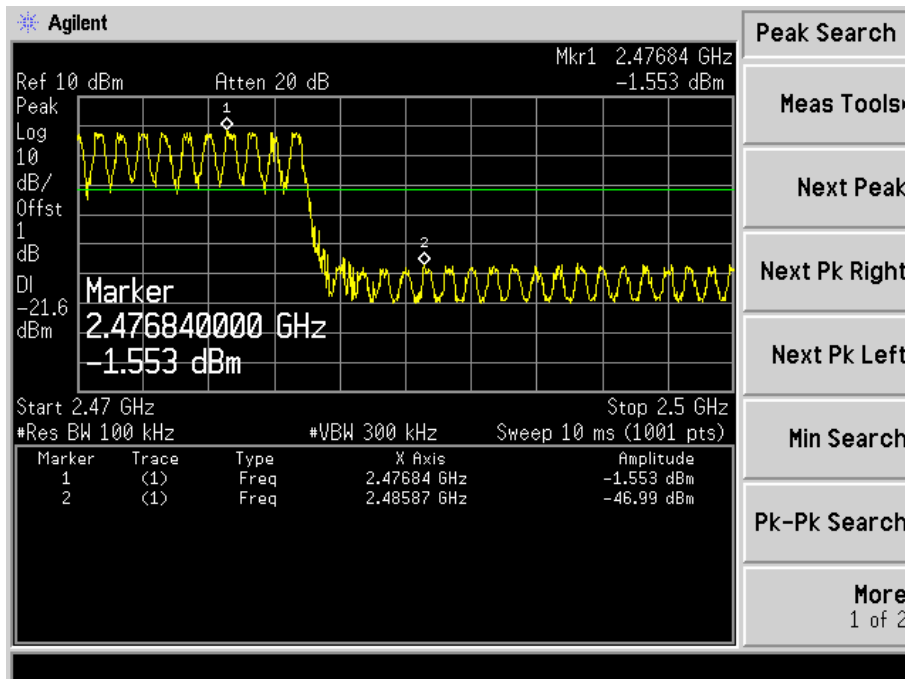 Agilent
Peak Search
Mkr1 2.47684 GHz
Ref 10 dBm Atten 20 dB -1.553 dBm
Peak
Log
10
dB/
Offst
1
dB
DI
-21.6
dBm
1
2
Marker
2.476840000 GHz
-1.553 dBm
Start 2.47 GHz Stop 2.5 GHz
#Res BW 100 kHz #VBW 300 kHz Sweep 10 ms (1001 pts)
Marker Trace Type X Axis Amplitude
1 (1) Freq 2.47684 GHz -1.553 dBm
2 (1) Freq 2.48587 GHz -46.99 dBm
Meas Tools
Next Peak
Next Pk Right
Next Pk Left
Min Search
Pk-Pk Search
More
1 of 2